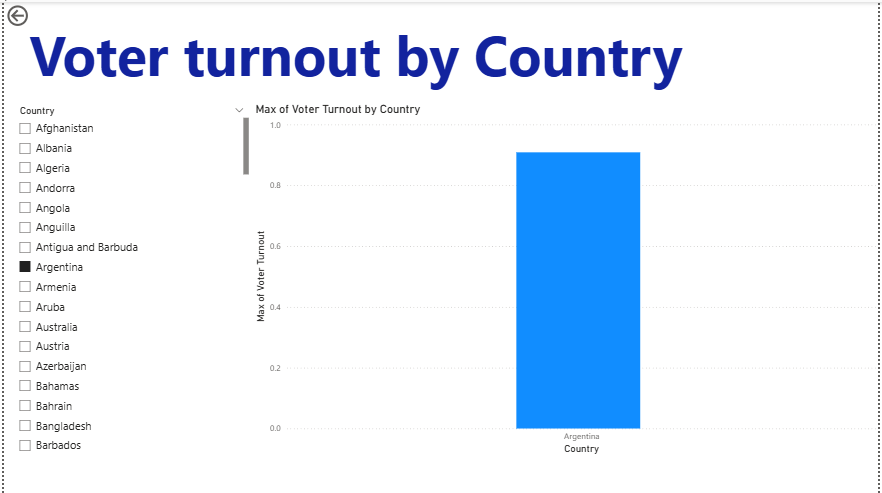 Voter turnout by Country
Country
Afghanistan
Albania
Algeria
Andorra
Angola
Anguilla
Antigua and Barbuda
Argentina
Armenia
Aruba
Australia
Austria
Azerbaijan
Bahamas
Bahrain
Bangladesh
Barbados
Max of Voter Turnout by Country
Max of Voter Turnout
1.0
0.8
0.6
0.4
0.2
0.0
Argentina
Country